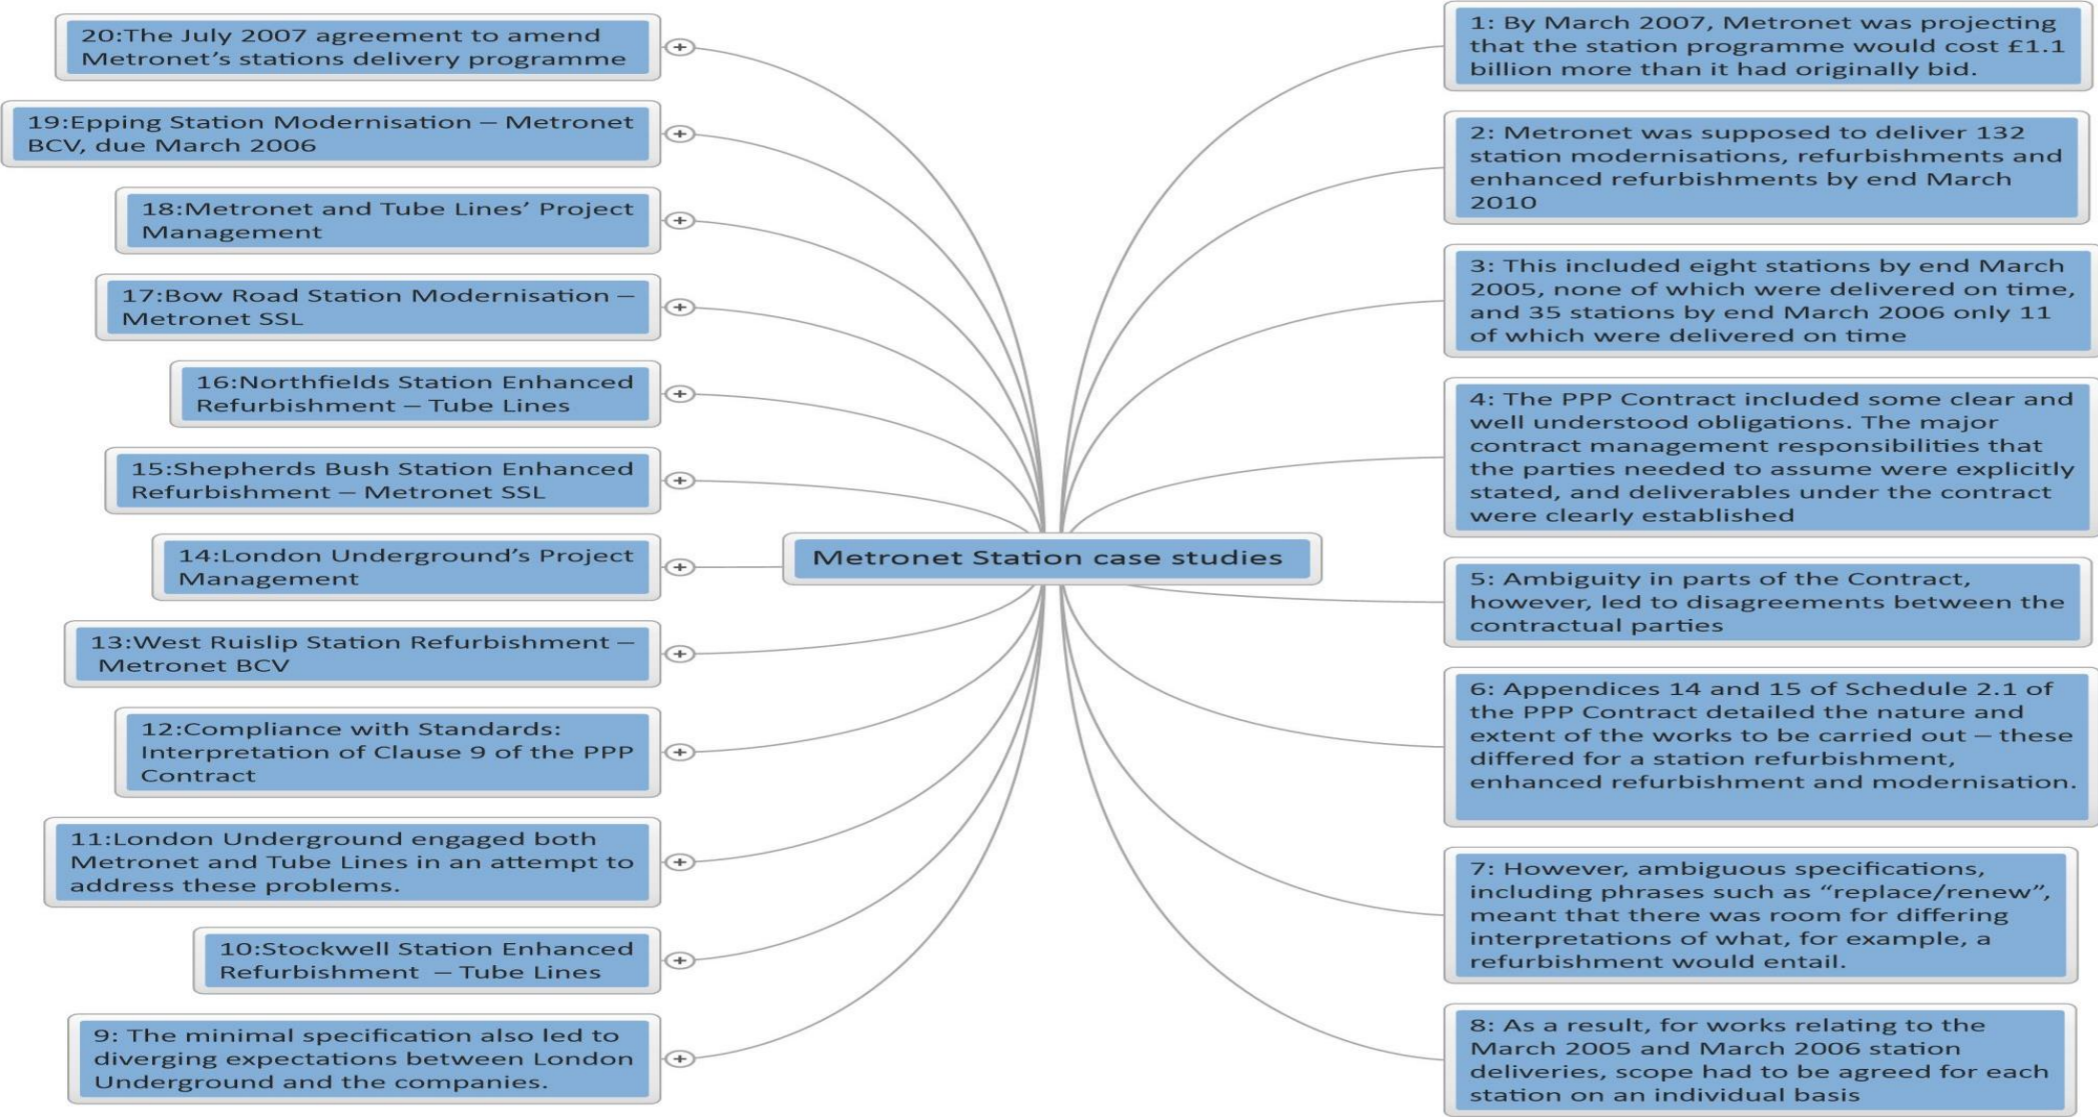 Metronet Station case studies
1: By March 2007, Metronet was projecting
that the station programme would cost £1.1
billion more than it had originally bid.
2: Metronet was supposed to deliver 132
station modernisations, refurbishments and
enhanced refurbishments by end March
2010
3: This included eight stations by end March
2005, none of which were delivered on time,
and 35 stations by end March 2006 only 11
of which were delivered on time
4: The PPP Contract included some clear and
well understood obligations. The major
contract management responsibilities that
the parties needed to assume were explicitly
stated, and deliverables under the contract
were clearly established
5: Ambiguity in parts of the Contract,
however, led to disagreements between the
contractual parties
6: Appendices 14 and 15 of Schedule 2.1 of
the PPP Contract detailed the nature and
extent of the works to be carried out – these
differed for a station refurbishment,
enhanced refurbishment and modernisation.
7: However, ambiguous specifications,
including phrases such as “replace/renew”,
meant that there was room for differing
interpretations of what, for example, a
refurbishment would entail.
8: As a result, for works relating to the
March 2005 and March 2006 station
deliveries, scope had to be agreed for each
station on an individual basis
9: The minimal specification also led to
diverging expectations between London
Underground and the companies.
10:Stockwell Station Enhanced
Refurbishment – Tube Lines
11:London Underground engaged both
Metronet and Tube Lines in an attempt to
address these problems.
12:Compliance with Standards:
Interpretation of Clause 9 of the PPP
Contract
13:West Ruislip Station Refurbishment –
Metronet BCV
14:London Underground’s Project
Management
15:Shepherds Bush Station Enhanced
Refurbishment – Metronet SSL
16:Northfields Station Enhanced
Refurbishment – Tube Lines
17:Bow Road Station Modernisation –
Metronet SSL
18:Metronet and Tube Lines’ Project
Management
19:Epping Station Modernisation – Metronet
BCV, due March 2006
20:The July 2007 agreement to amend
Metronet’s stations delivery programme